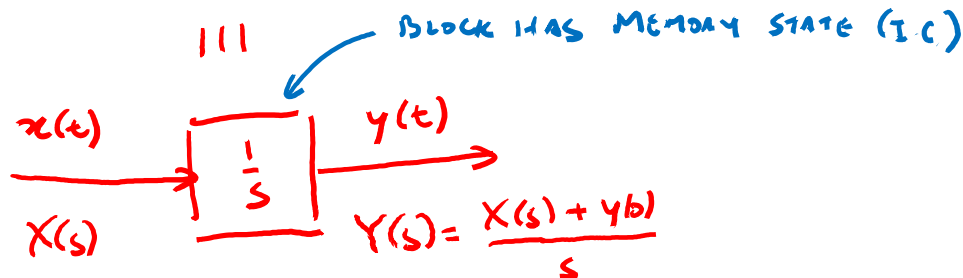 111
BLOCK HAS MEMORY STATE (I.C)
x(t)
1/s
y(t)
X(s)
Y(s) = (X(s) + y(0))/s